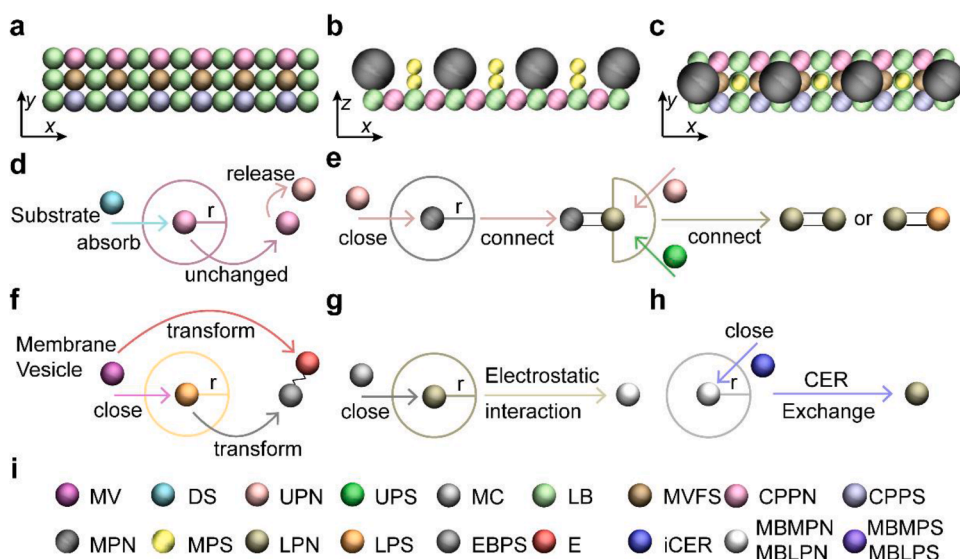 a
b
c
y
x
z
x
y
x
d
e
release
Substrate
r
absorb
unchanged
r
close
connect
connect
or
f
g
h
transform
Membrane
Vesicle
r
close
transform
r
close
Electrostatic
interaction
close
r
CER
Exchange
i
MV DS UPN UPS MC LB MVFS CPPN CPPS
MPN MPS LPN LPS EBPS E iCER MBMPN MBMPS
MBLPN MBLPS